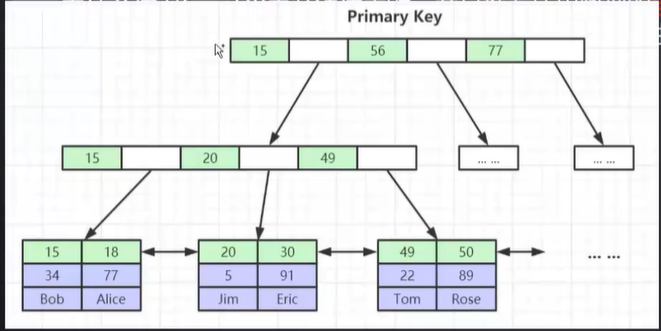 Primary Key
15 56 77
15 20 49 ... ... ... ...
15 18 20 30 49 50
34 77 5 91 22 89 ... ...
Bob Alice Jim Eric Tom Rose